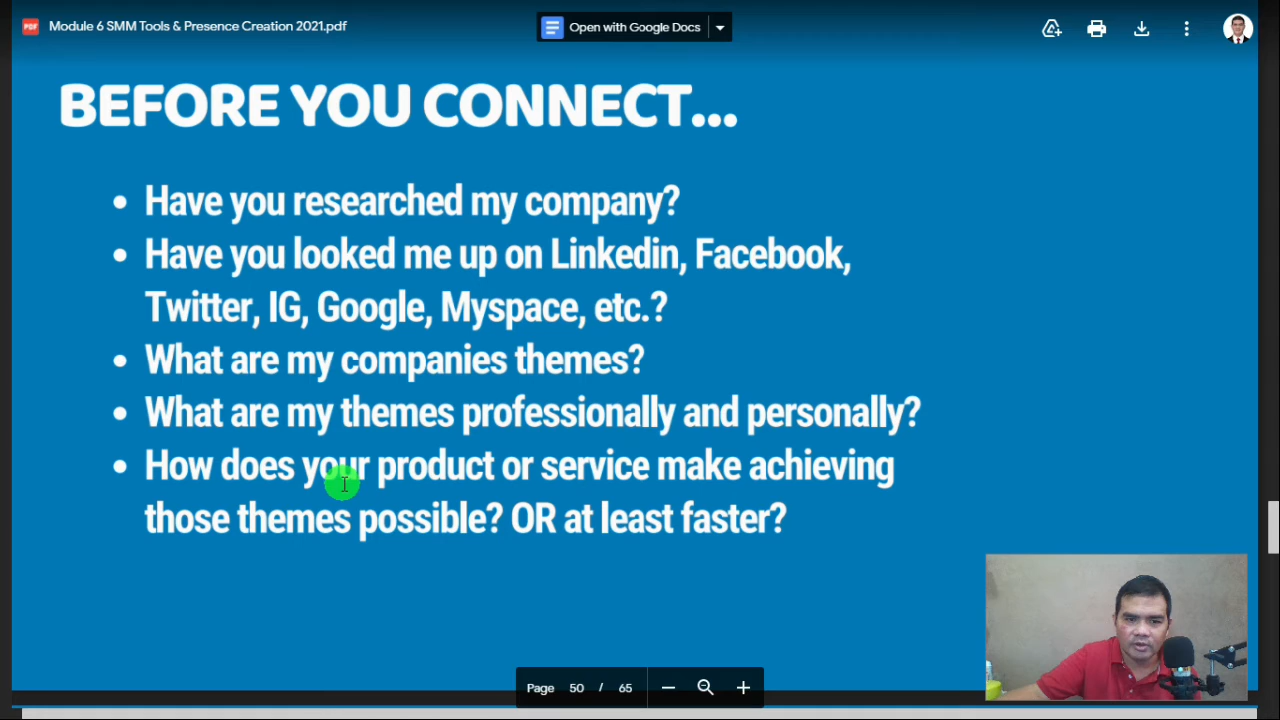 PDF Module 6 SMM Tools & Presence Creation 2021.pdf
Open with Google Docs
BEFORE YOU CONNECT...
• Have you researched my company?
• Have you looked me up on Linkedin, Facebook,
Twitter, IG, Google, Myspace, etc.?
• What are my companies themes?
• What are my themes professionally and personally?
• How does your product or service make achieving
those themes possible? OR at least faster?
Page 50 / 65